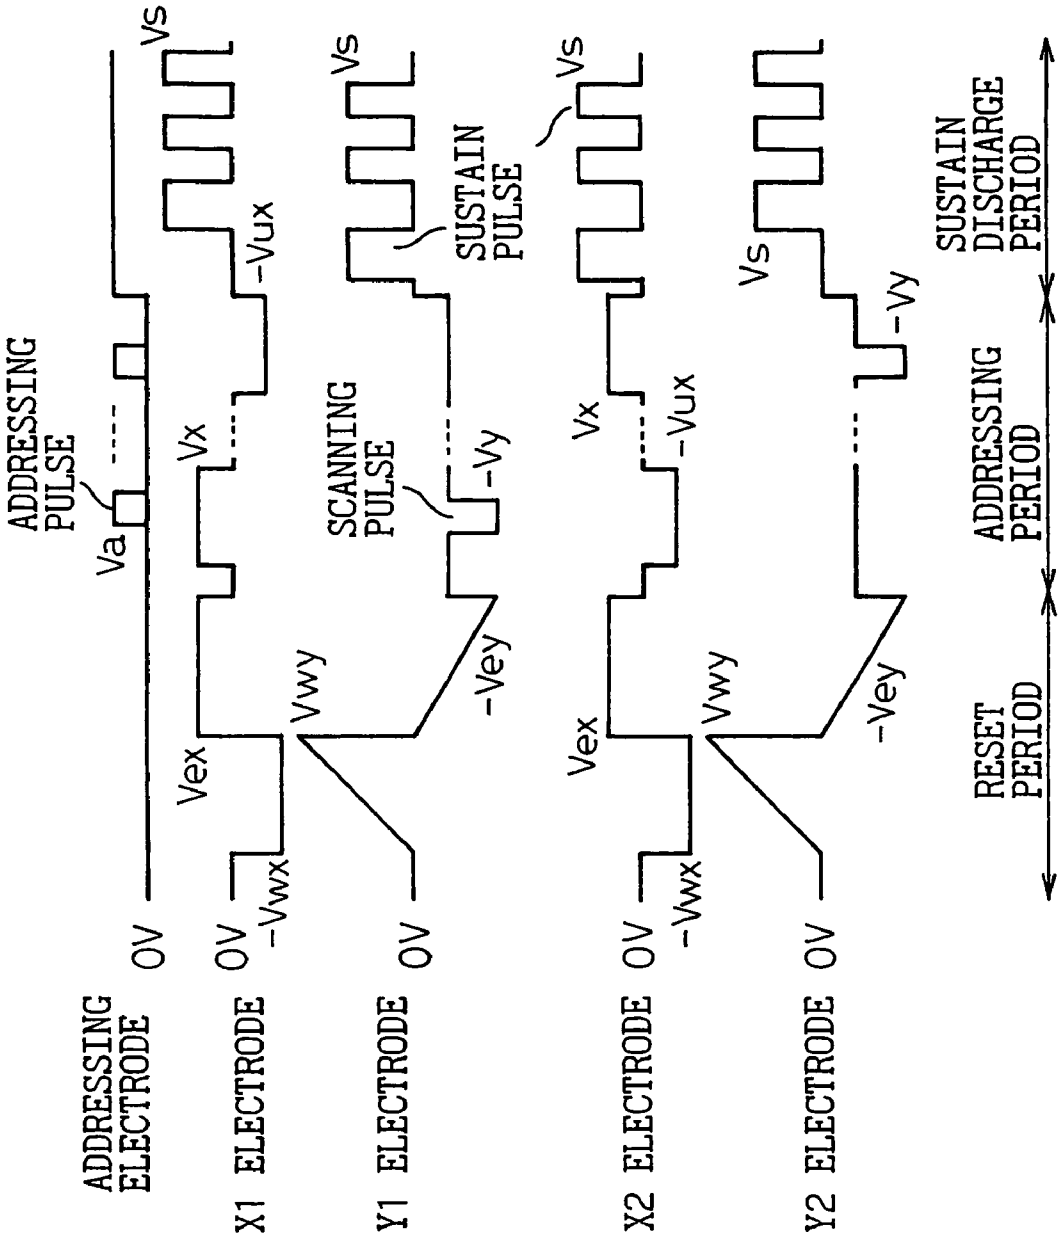 ADDRESSING
ELECTRODE
0V
Va
ADDRESSING
PULSE
X1 ELECTRODE
0V
-Vwx
Vex
Vx
-Vux
Vs
Y1 ELECTRODE
0V
Vwy
-Vey
SCANNING
PULSE
-Vy
SUSTAIN
PULSE
Vs
X2 ELECTRODE
0V
-Vwx
Vex
Vx
-Vux
Vs
Y2 ELECTRODE
0V
Vwy
-Vey
-Vy
Vs
RESET
PERIOD
ADDRESSING
PERIOD
SUSTAIN
DISCHARGE
PERIOD